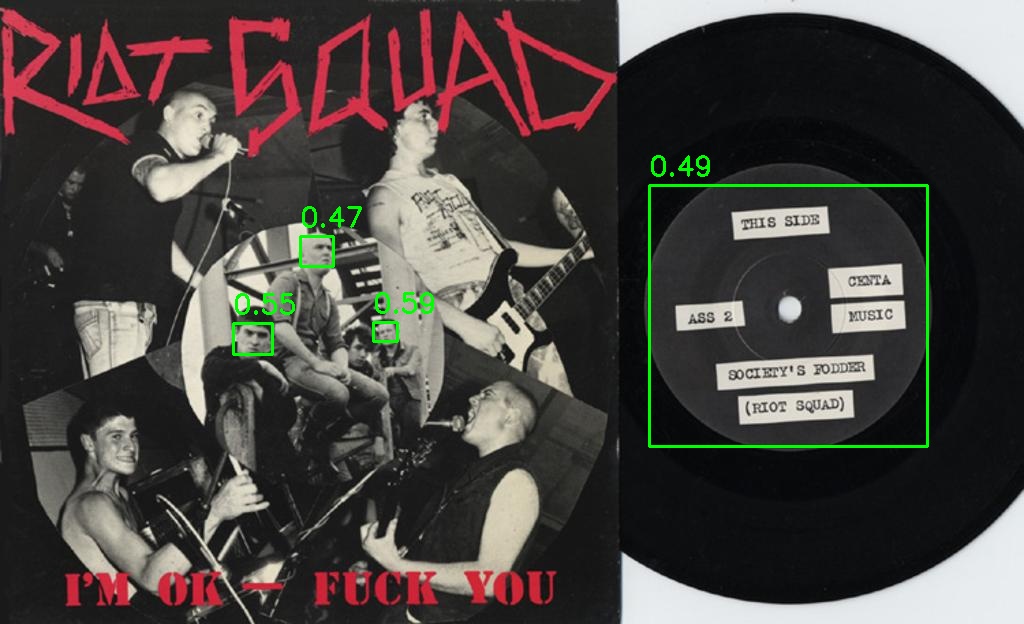 RIOT SQUAD
I'M OK — FUCK YOU
0.47
0.55
0.59
0.49
THIS SIDE
CENTA
ASS 2
MUSIC
SOCIETY'S FODDER
(RIOT SQUAD)